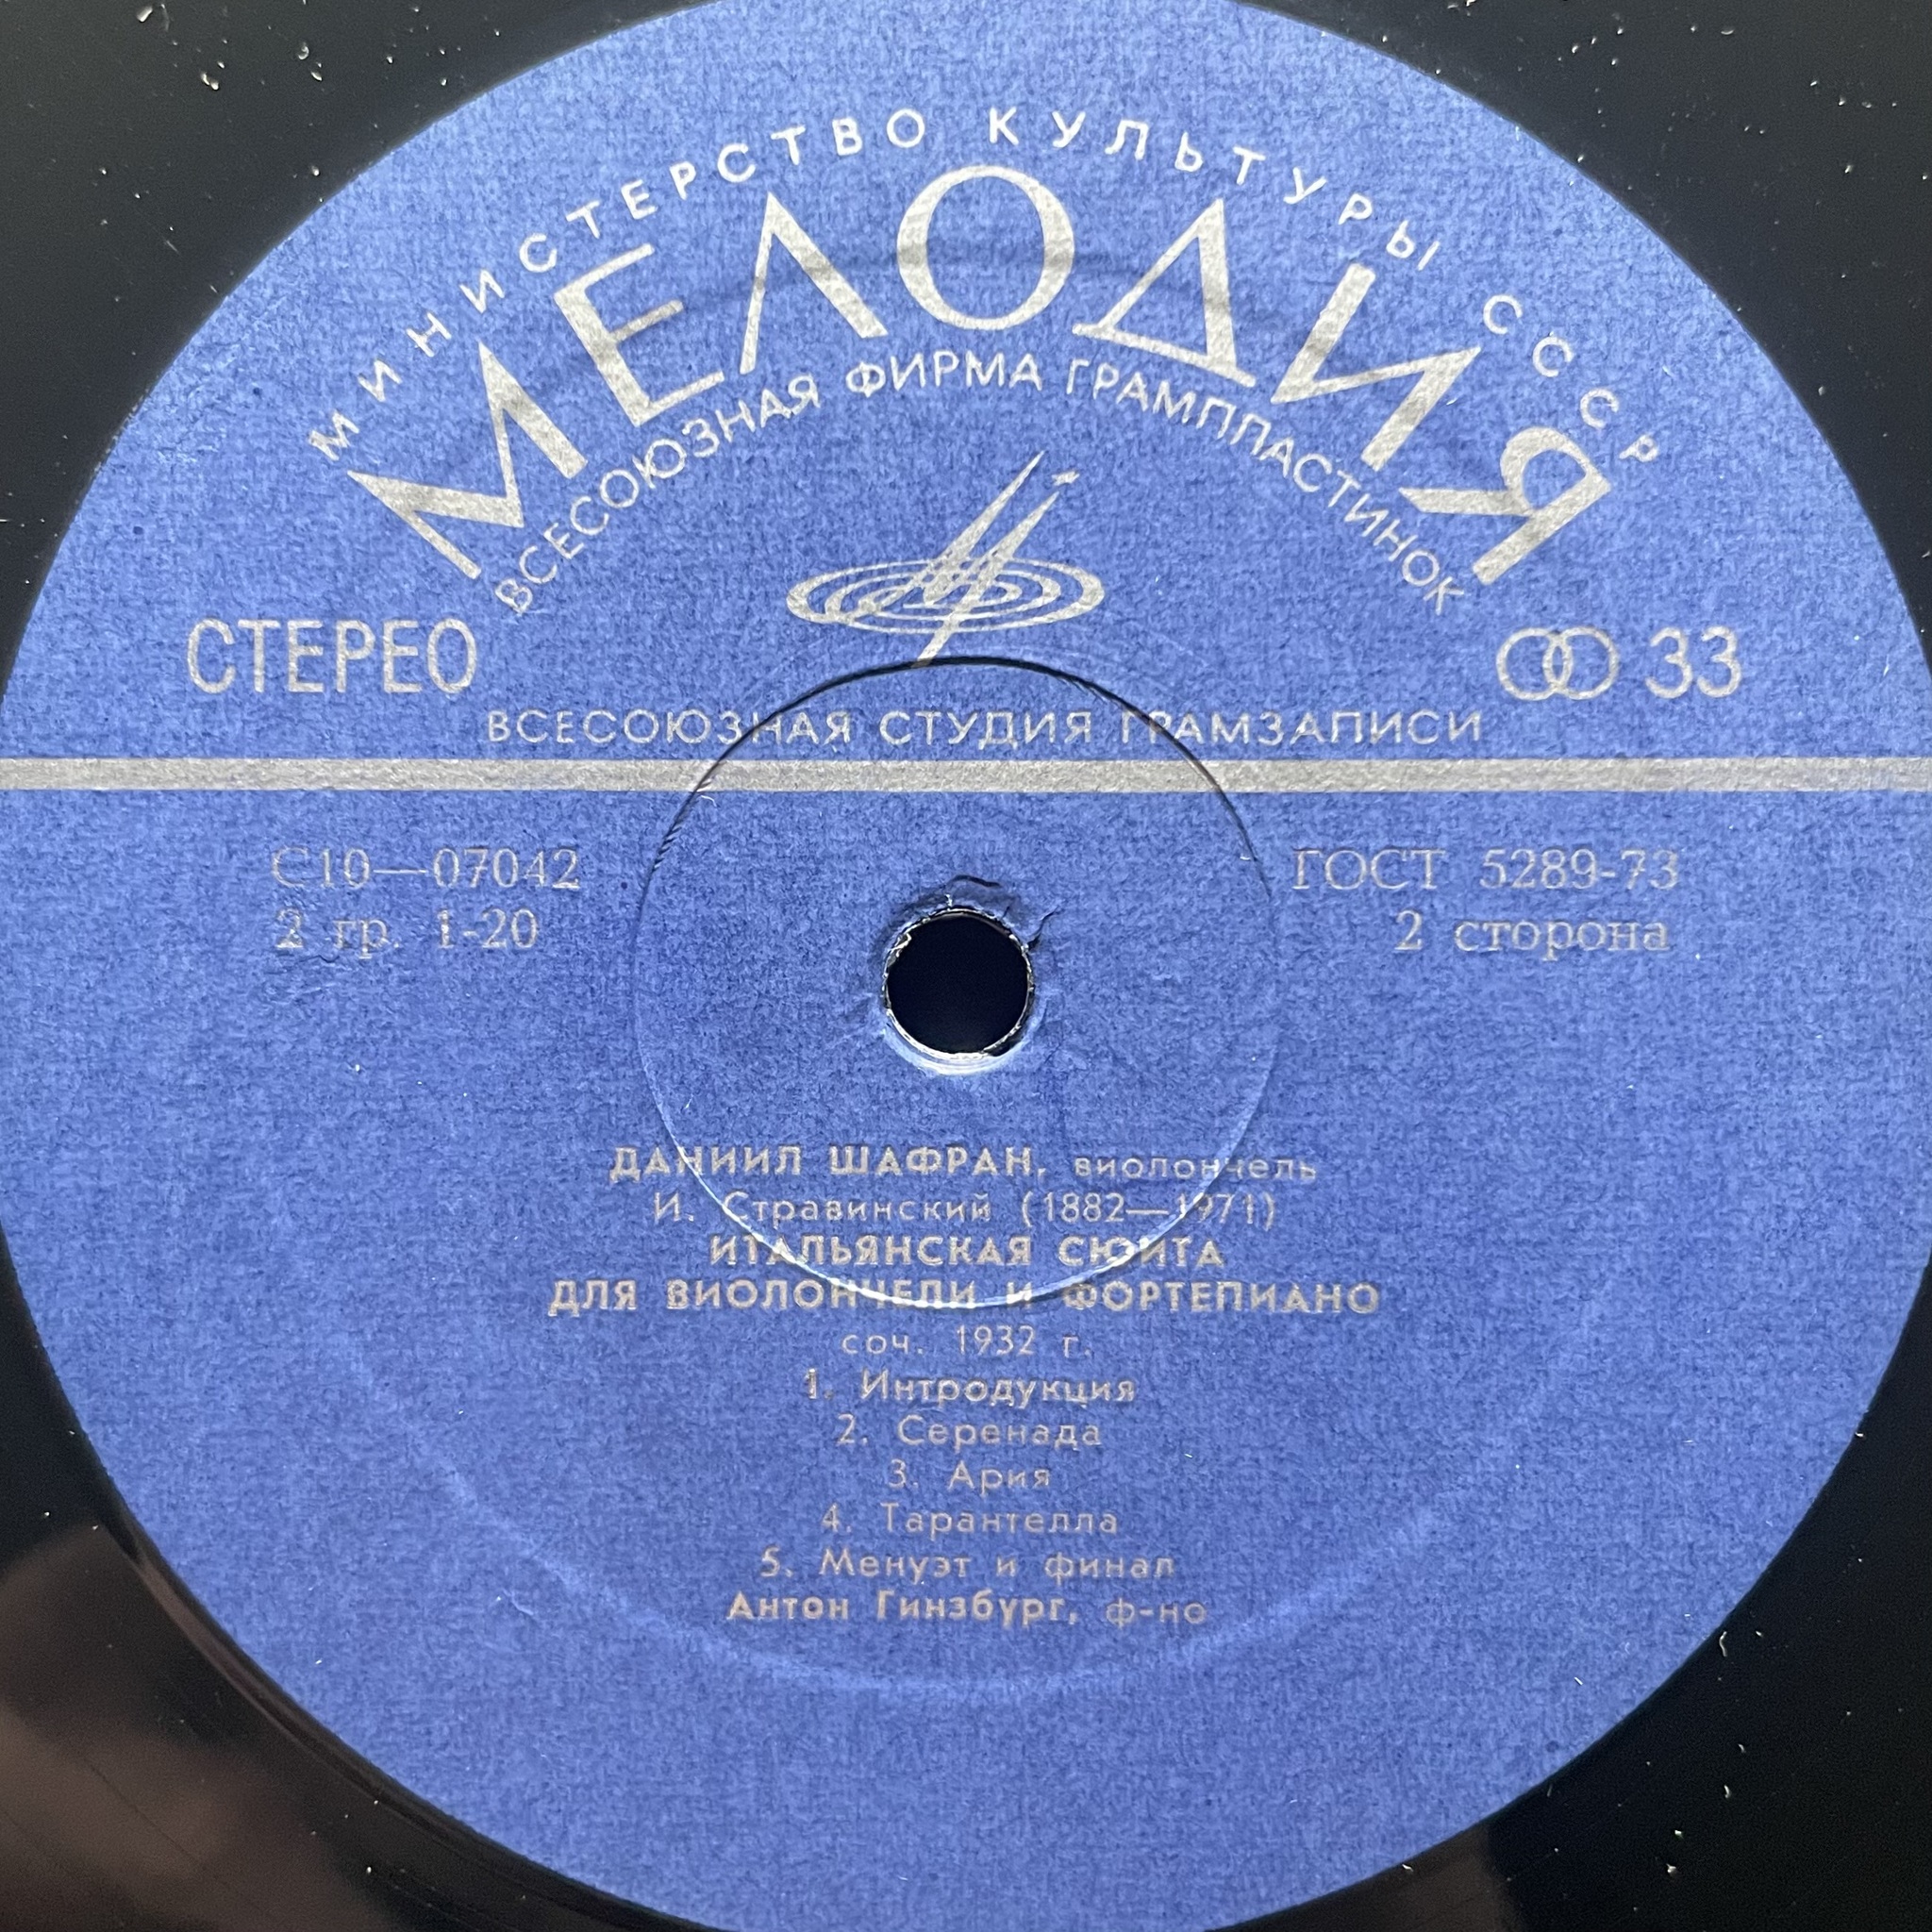 МИНИСТЕРСТВО КУЛЬТУРЫ СССР
МЕЛОДИЯ
ВСЕСОЮЗНАЯ ФИРМА ГРАМПЛАСТИНОК
СТЕРЕО
33
ВСЕСОЮЗНАЯ СТУДИЯ ГРАМЗАПИСИ
С10—07042
ГОСТ 5289-73
2 гр. 1-20
2 сторона
ДАНИИЛ ШАФРАН, виолончель
И. Стравинский (1882—1971)
ИТАЛЬЯНСКАЯ СЮИТА
ДЛЯ ВИОЛОНЧЕЛИ И ФОРТЕПИАНО
соч. 1932 г.
1. Интродукция
2. Серенада
3. Ария
4. Тарантелла
5. Менуэт и финал
Антон Гинзбург, ф-но